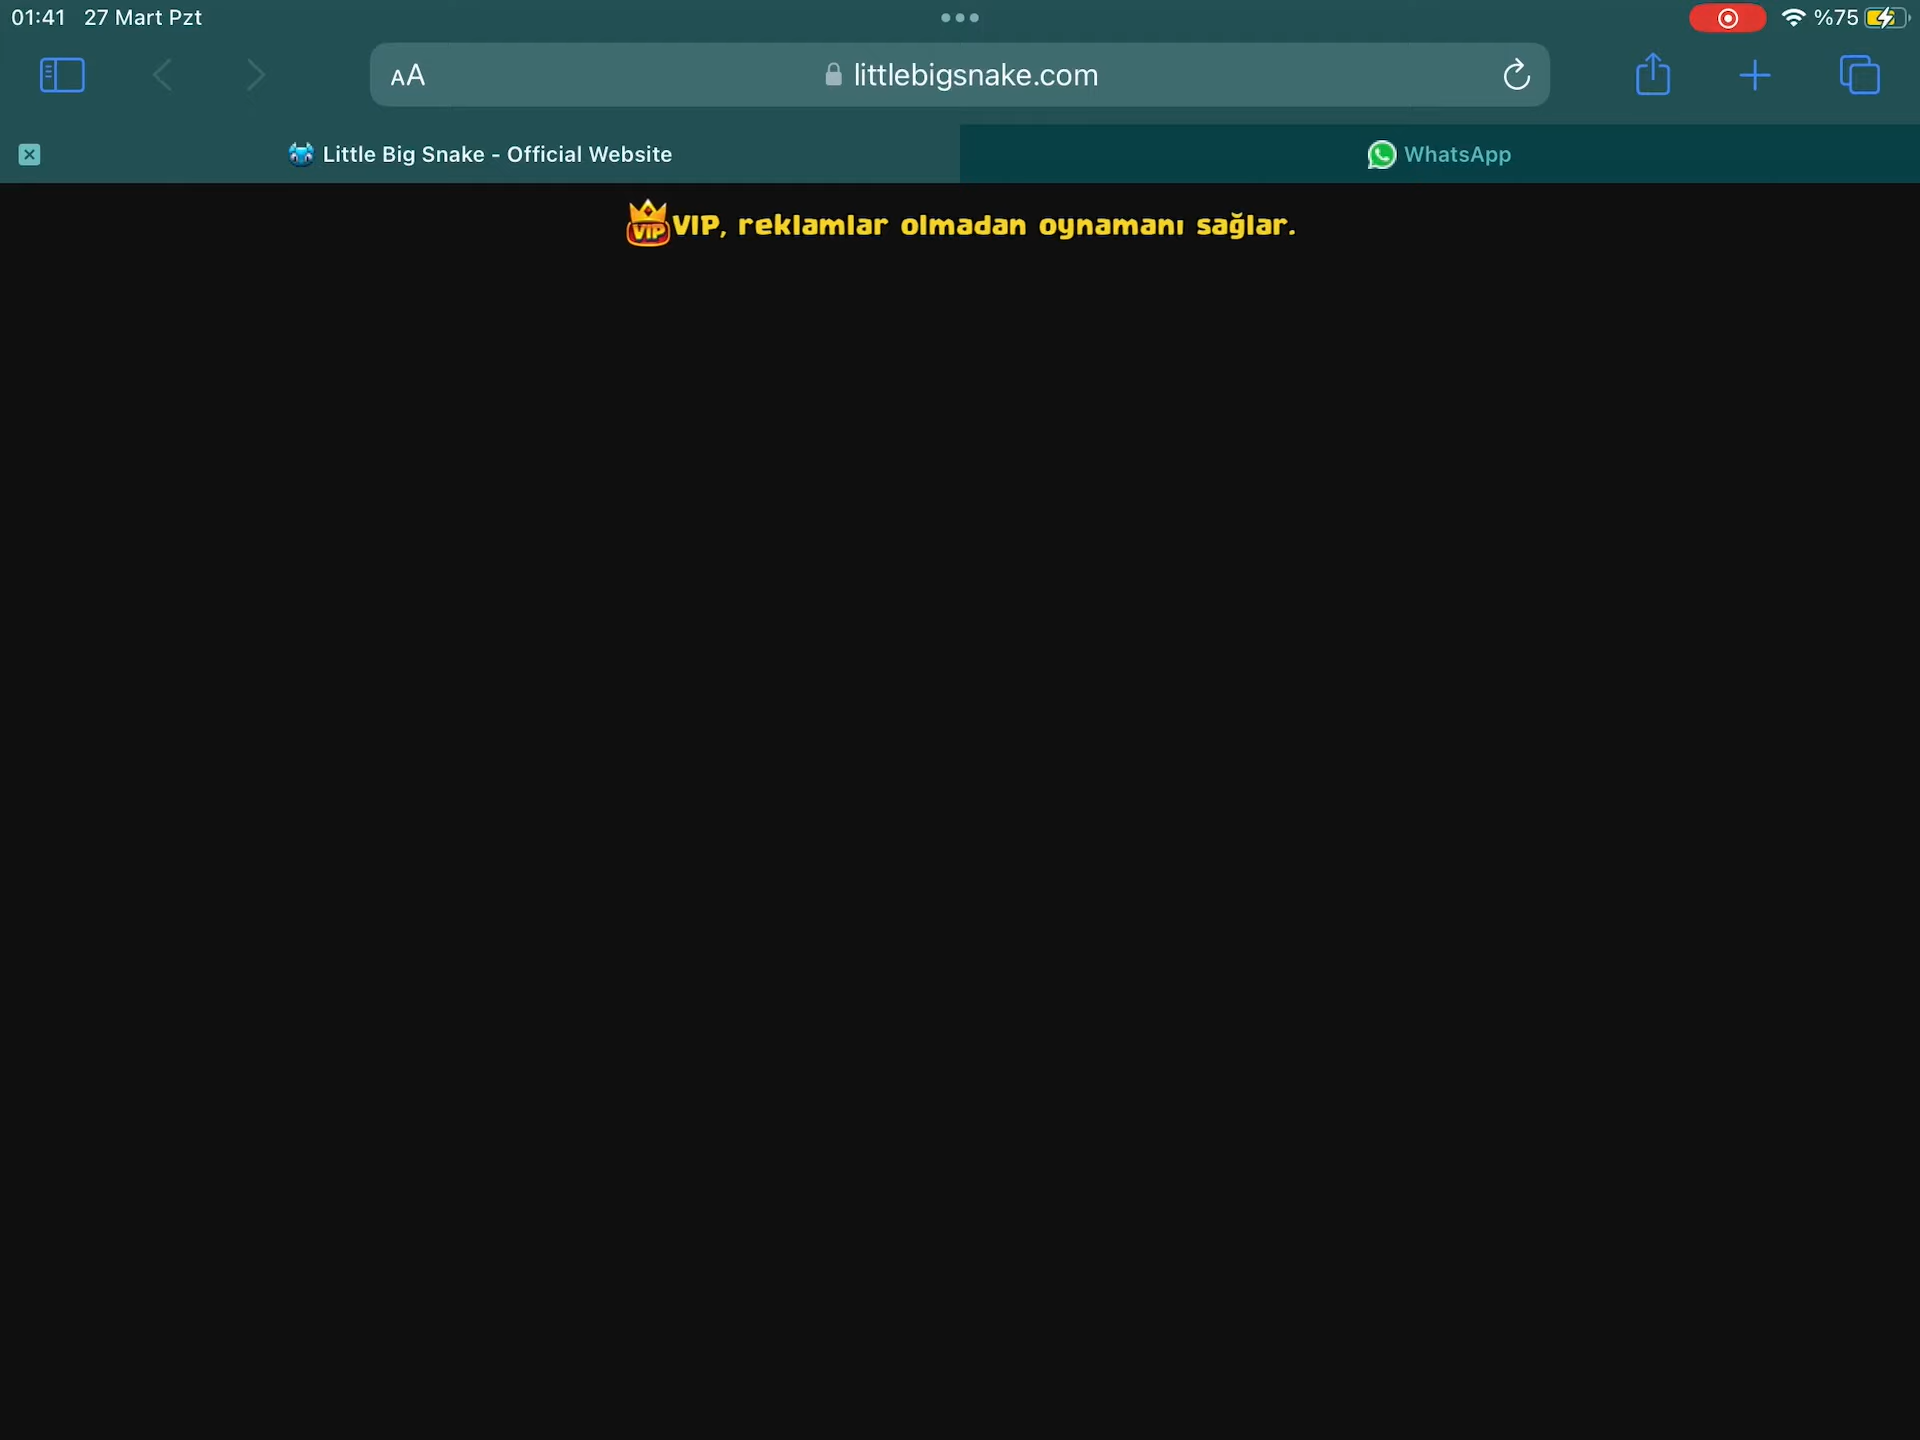 01:41 27 Mart Pzt
%75
AA
littlebigsnake.com
Little Big Snake - Official Website
WhatsApp
VIP
VIP, reklamlar olmadan oynamanı sağlar.